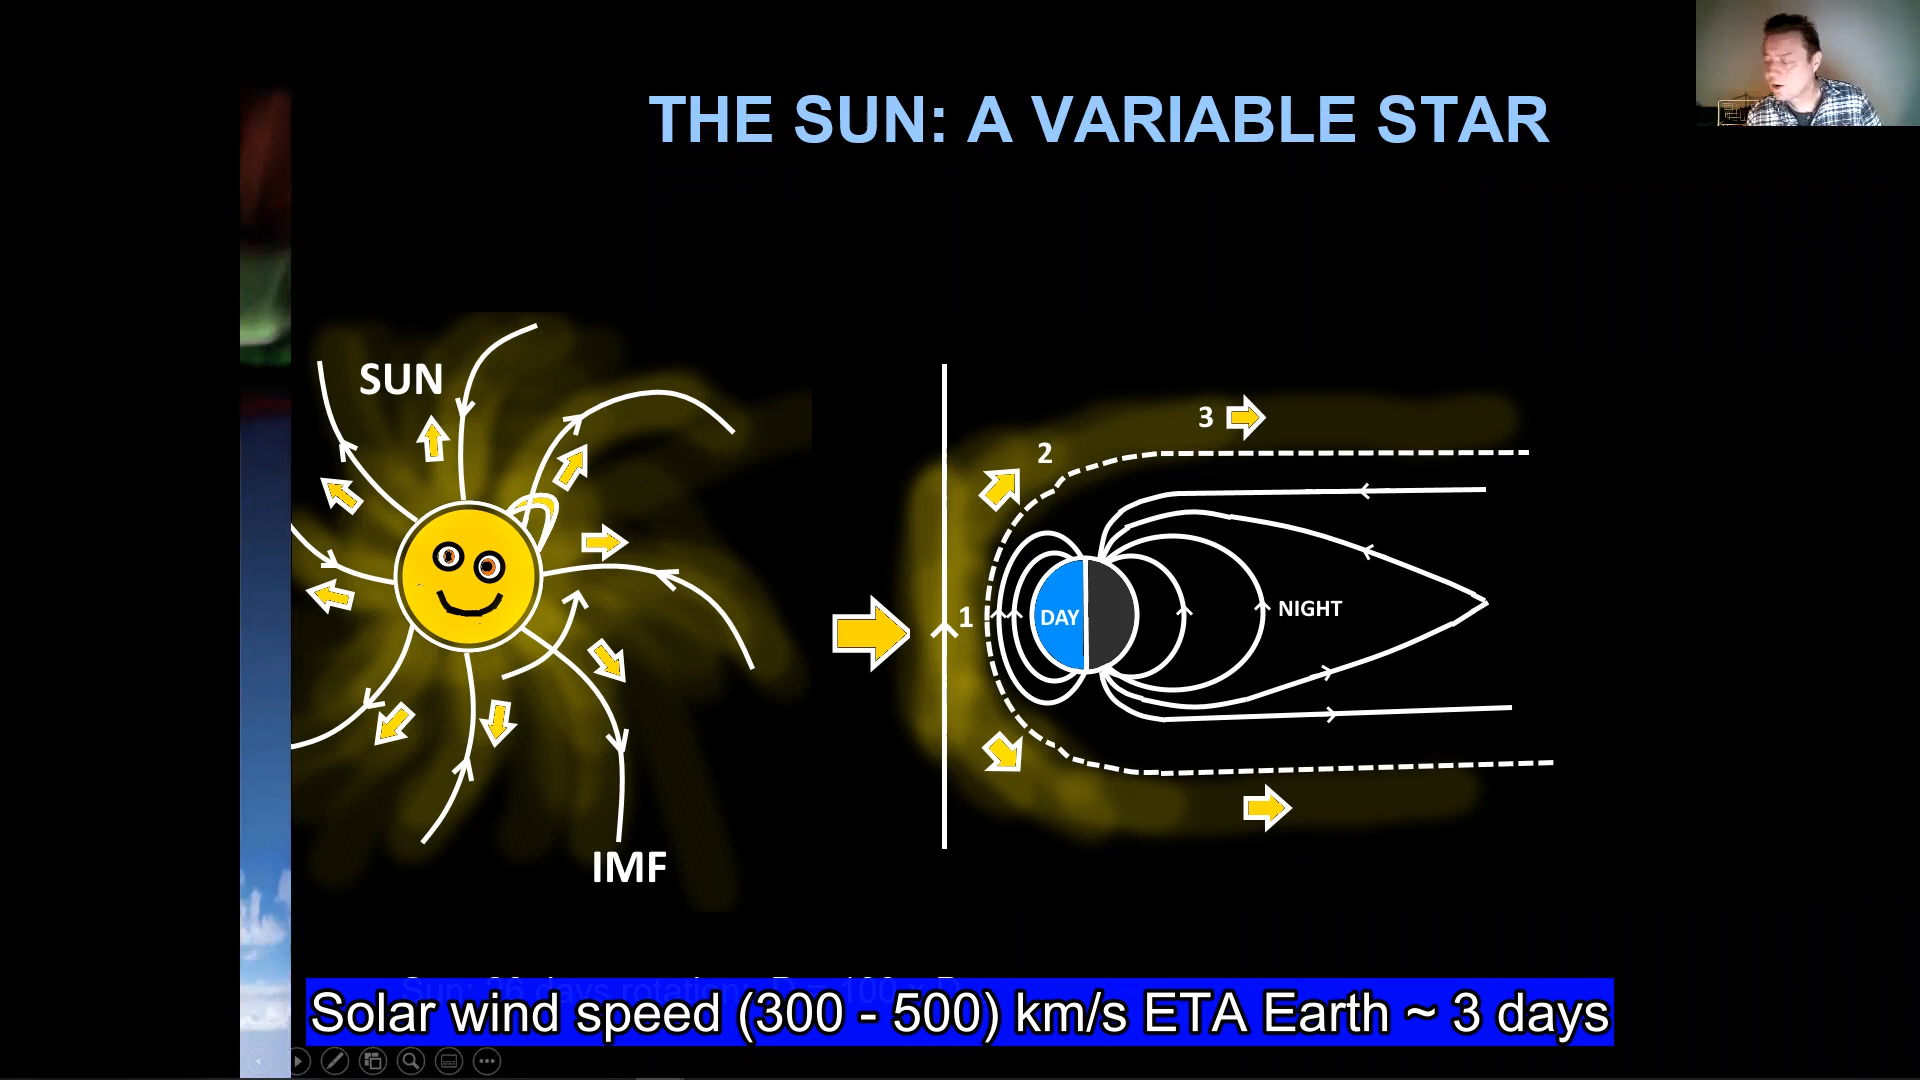 THE SUN: A VARIABLE STAR
SUN
3
2
1
DAY
NIGHT
IMF
Solar wind speed (300 - 500) km/s ETA Earth ~ 3 days